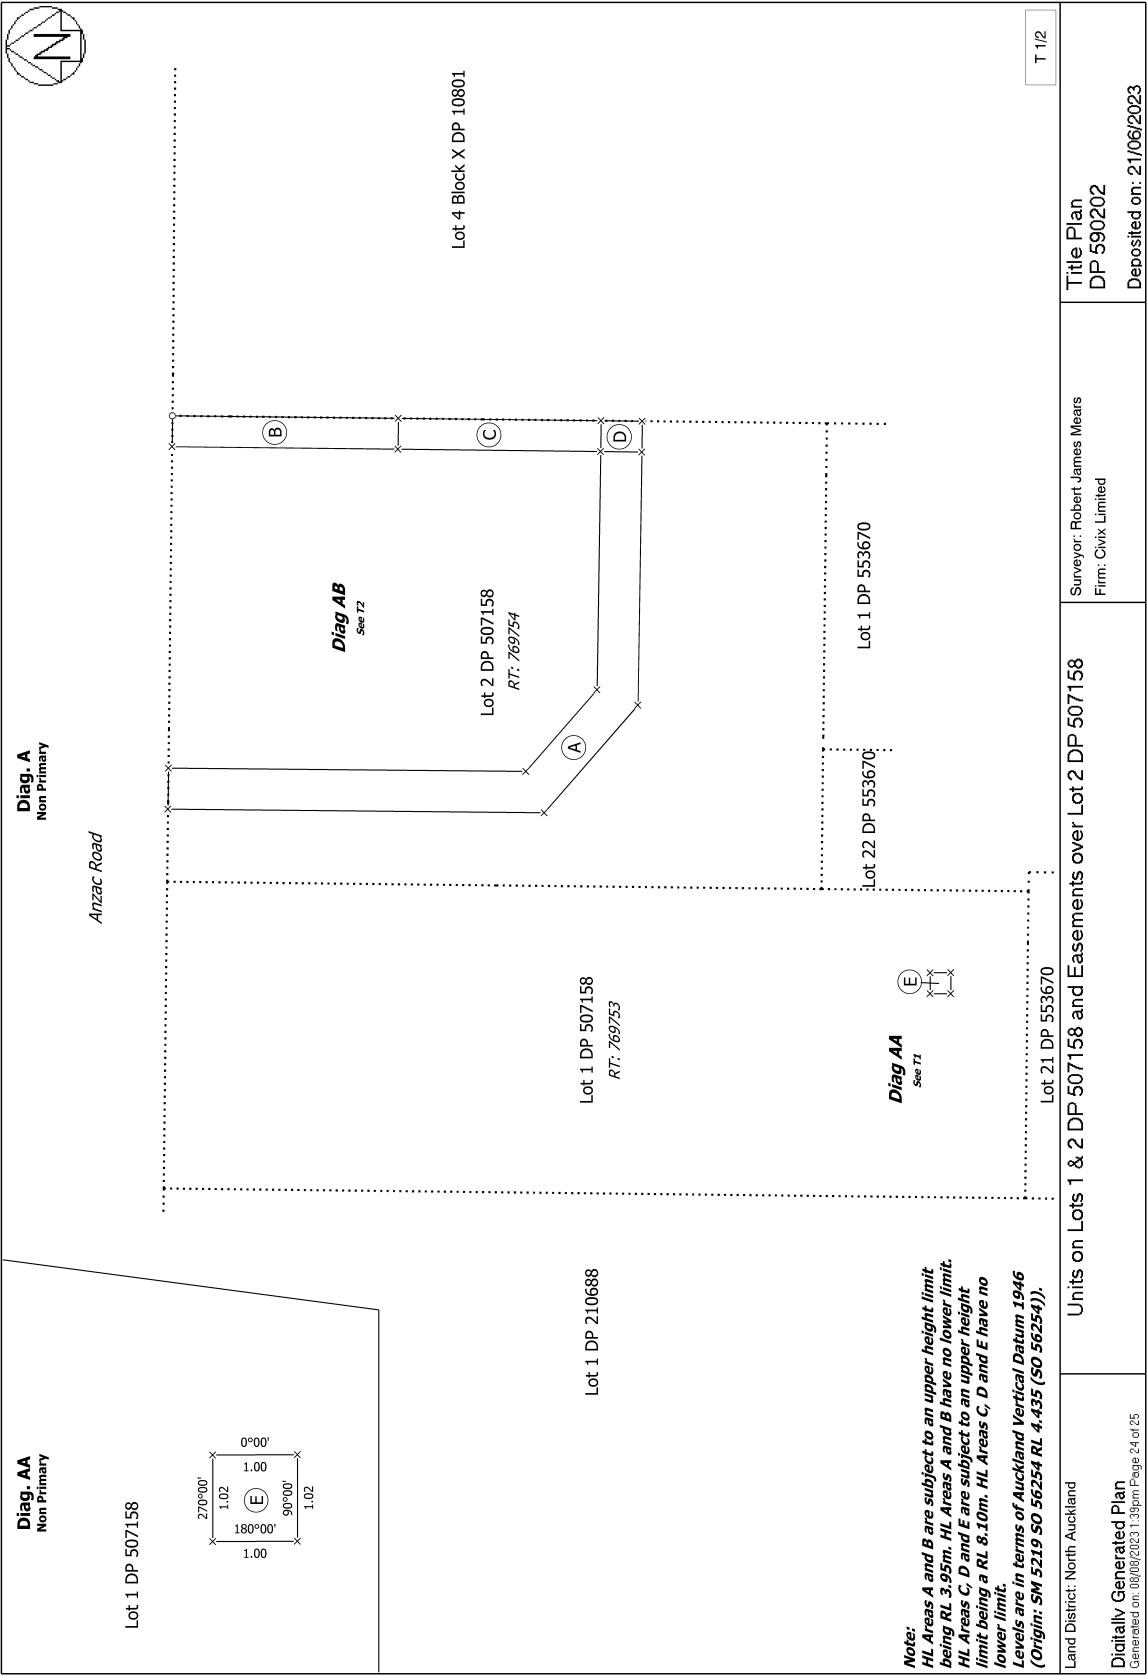 Diag. AA
Non Primary
Lot 1 DP 507158
270°00'
1.02
0°00'
1.00
E
180°00'
1.00
90°00'
1.02
Diag. A
Non Primary
Anzac Road
N
B
C
D
A
Diag AB
See T2
Lot 2 DP 507158
RT: 769754
Lot 4 Block X DP 10801
Lot 1 DP 507158
RT: 769753
Lot 1 DP 210688
Lot 1 DP 553670
Lot 22 DP 553670
E
Diag AA
See T1
Lot 21 DP 553670
Note:
HL Areas A and B are subject to an upper height limit
being RL 3.95m. HL Areas A and B have no lower limit.
HL Areas C, D and E are subject to an upper height
limit being a RL 8.10m. HL Areas C, D and E have no
lower limit.
Levels are in terms of Auckland Vertical Datum 1946
(Origin: SM 5219 SO 56254 RL 4.435 (SO 56254)).
T 1/2
Land District: North Auckland
Digitally Generated Plan
Generated on: 08/08/2023 1:39pm Page 24 of 25
Units on Lots 1 & 2 DP 507158 and Easements over Lot 2 DP 507158
Surveyor: Robert James Mears
Firm: Civix Limited
Title Plan
DP 590202
Deposited on: 21/06/2023